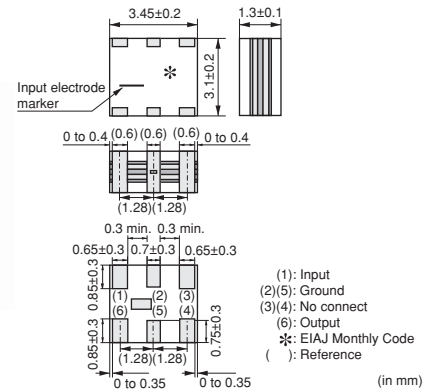 3.45±0.2
1.3±0.1
3.1±0.2
Input electrode
marker
0 to 0.4 (0.6) (0.6) (0.6) 0 to 0.4
(1.28)(1.28)
0.3 min. 0.3 min.
0.65±0.3 0.7±0.3 0.65±0.3
0.85±0.3
(1) (2) (3)
(6) (5) (4)
0.85±0.3
0.75±0.3
(1.28)(1.28)
0 to 0.35 0 to 0.35
(1): Input
(2)(5): Ground
(3)(4): No connect
(6): Output
✻: EIAJ Monthly Code
( ): Reference
(in mm)